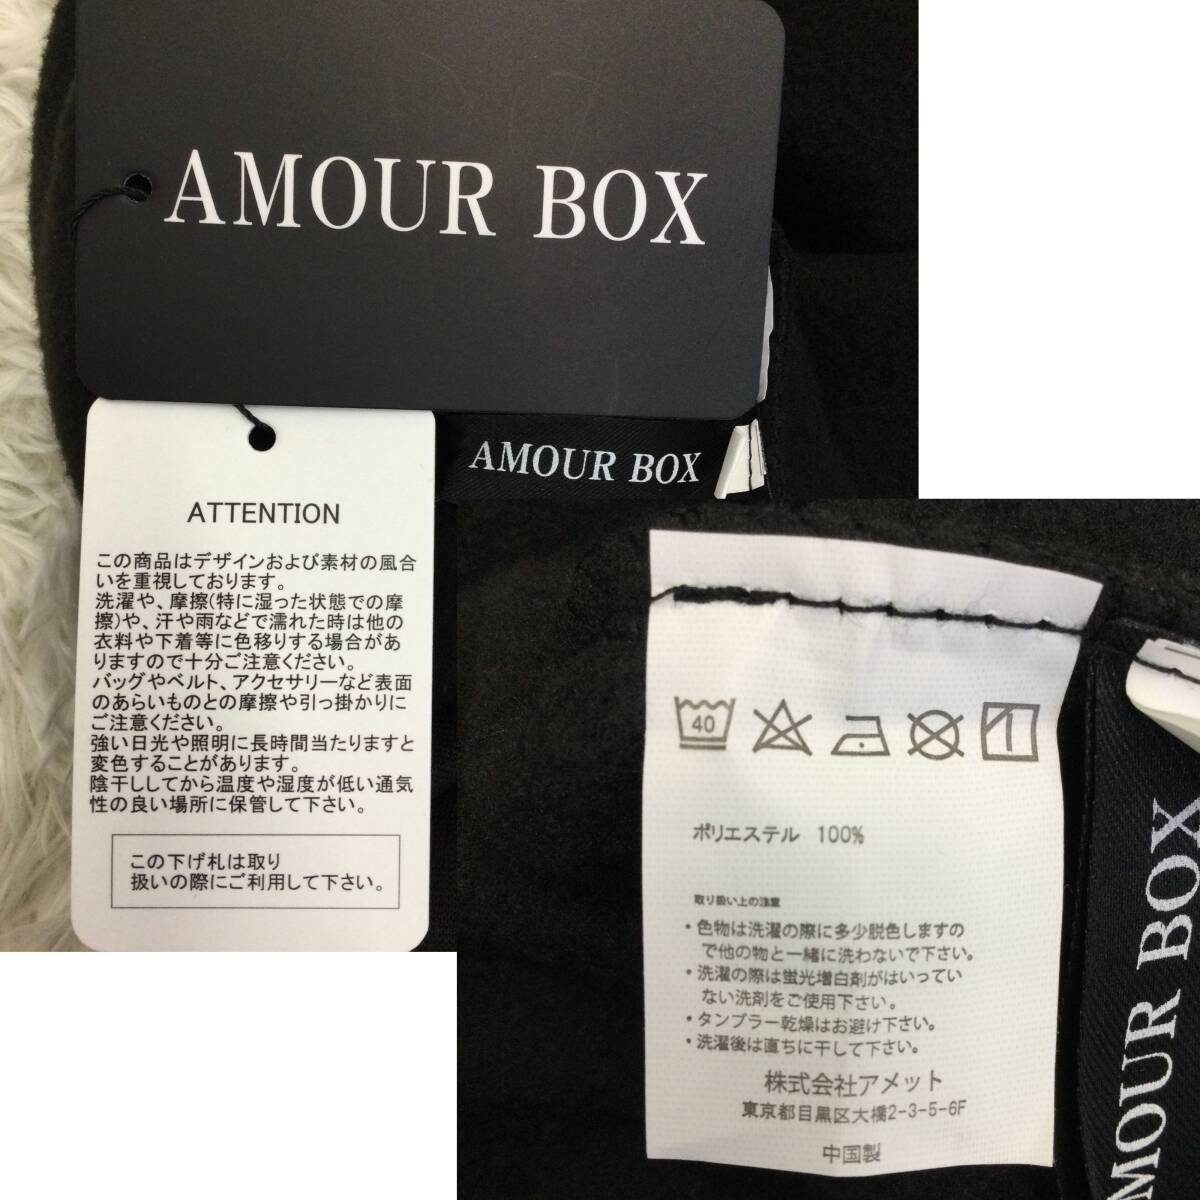 AMOUR BOX
AMOUR BOX
ATTENTION
この商品はデザインおよび素材の風合
いを重視しております。
洗濯や、摩擦(特に湿った状態での摩
擦)や、汗や雨などで濡れた時は他の
衣料や下着等に色移りする場合があ
りますので十分ご注意ください。
バッグやベルト、アクセサリーなど表面
のあらいものとの摩擦や引っ掛かりに
ご注意ください。
強い日光や照明に長時間当たりますと
変色することがあります。
陰干ししてから温度や湿度が低い通気
性の良い場所に保管して下さい。
この下げ札は取り
扱いの際にご利用して下さい。
40
ポリエステル 100%
取り扱い上の注意
・色物は洗濯の際に多少脱色しますの
で他の物と一緒に洗わないで下さい。
・洗濯の際は蛍光増白剤がはいってい
ない洗剤をご使用下さい。
・タンブラー乾燥はお避け下さい。
・洗濯後は直ちに干して下さい。
株式会社アメット
東京都目黒区大橋2-3-5-6F
中国製
MOUR BOX